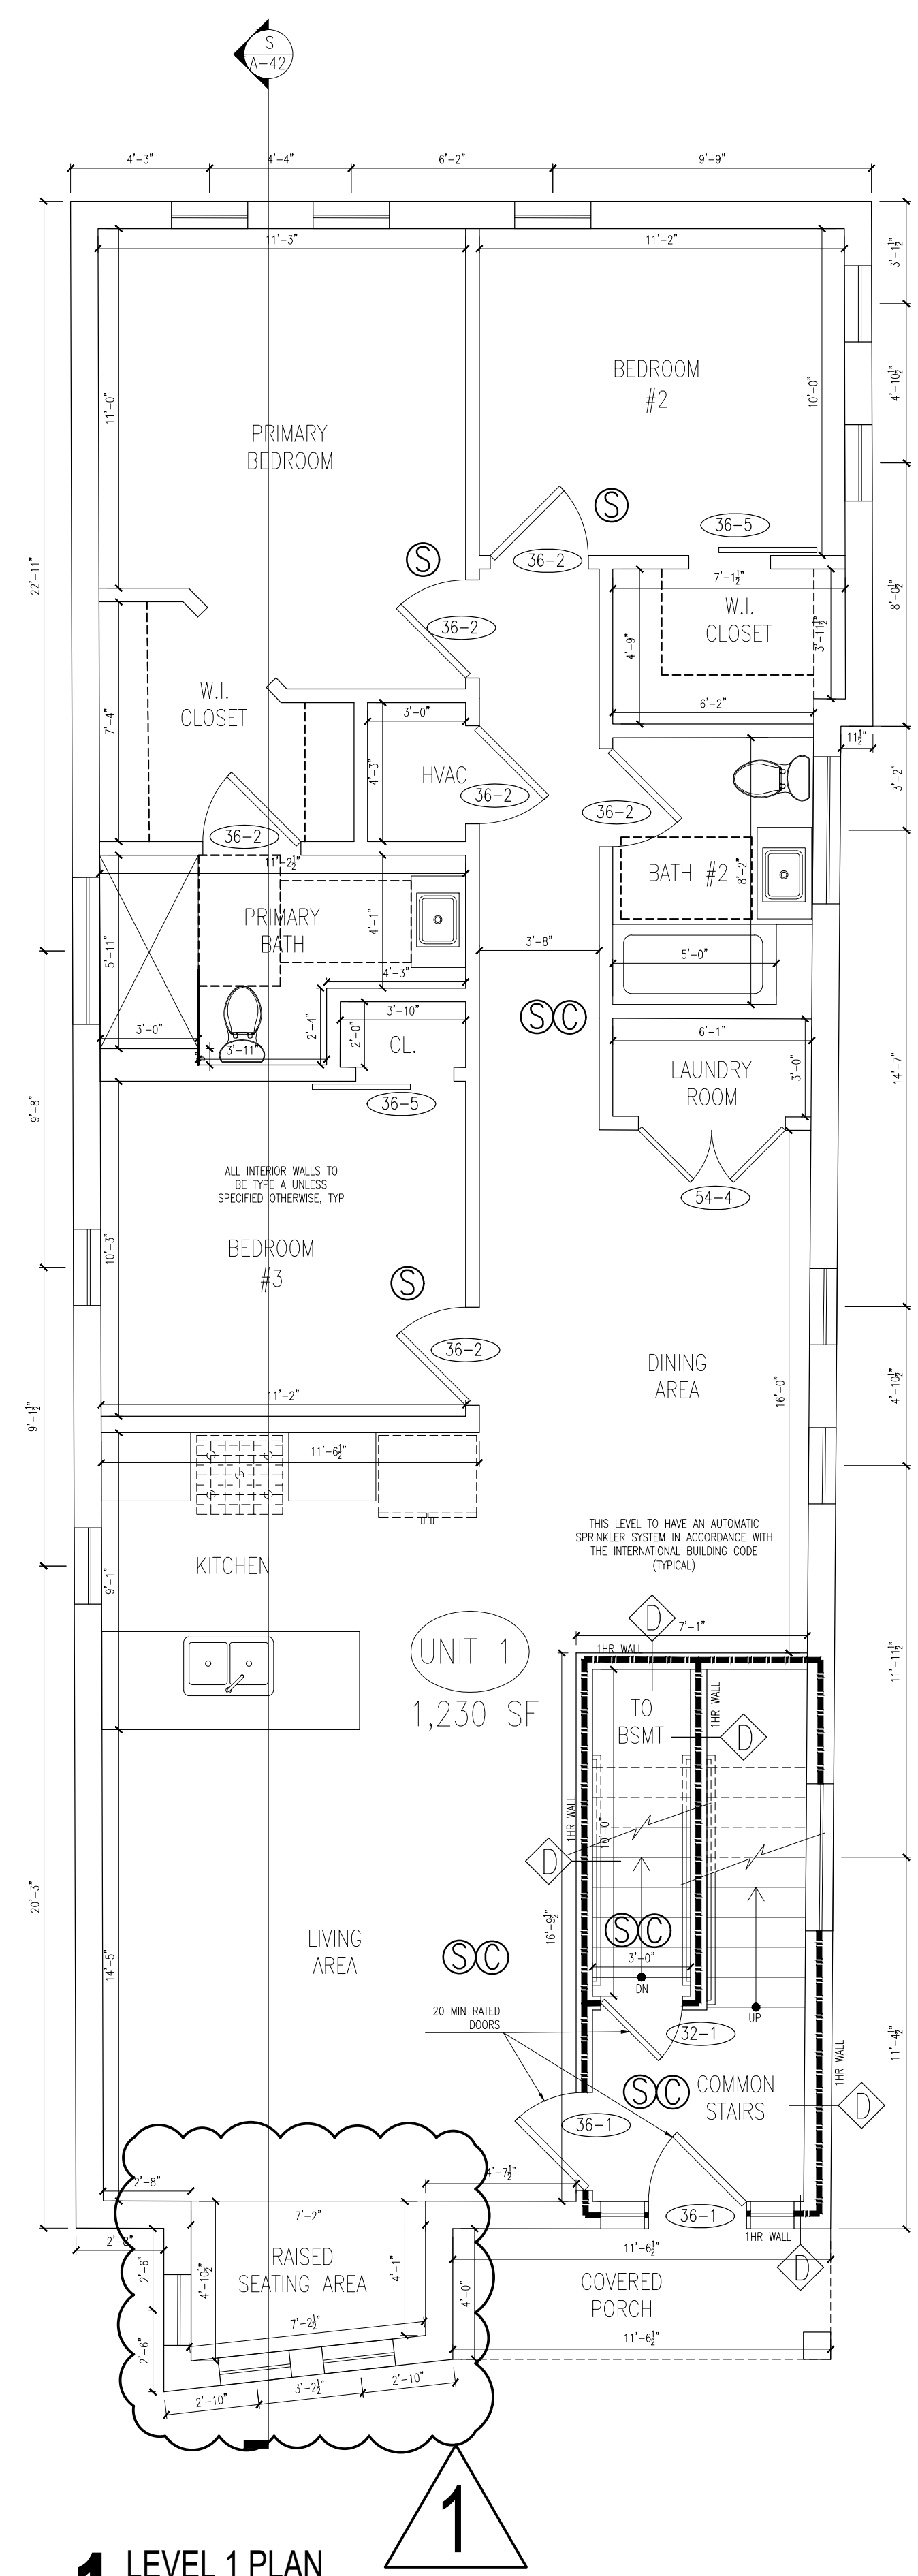 S
A-42
4'-3"
4'-4"
6'-2"
9'-9"
11'-3"
11'-2"
3'-1½"
BEDROOM
#2
10'-0"
4'-10½"
11'-0"
PRIMARY
BEDROOM
S
36-5
S
36-2
22'-11"
7'-1½"
8'-0½"
W.I.
CLOSET
36-2
4'-9"
3'-11½"
W.I.
CLOSET
6'-2"
7'-4"
3'-0"
11½"
4'-3"
HVAC
36-2
3'-2"
36-2
36-2
11'-2½"
BATH #2
8'-2"
PRIMARY
BATH
4'-1"
5'-11"
3'-8"
5'-0"
4'-3"
3'-10"
S C
3'-0"
2'-4"
2'-0"
6'-1"
3'-11"
CL.
LAUNDRY
ROOM
3'-0"
14'-7"
36-5
9'-8"
ALL INTERIOR WALLS TO
BE TYPE A UNLESS
SPECIFIED OTHERWISE, TYP
54-4
10'-3"
BEDROOM
#3
S
36-2
DINING
AREA
16'-0"
4'-10½"
11'-2"
9'-1½"
11'-6½"
THIS LEVEL TO HAVE AN AUTOMATIC
SPRINKLER SYSTEM IN ACCORDANCE WITH
THE INTERNATIONAL BUILDING CODE
(TYPICAL)
KITCHEN
9'-1"
D
7'-1"
UNIT 1
1,230 SF
1HR WALL
11'-11½"
TO
BSMT
1HR WALL
D
1HR WALL
10'-0"
D
20'-3"
16'-9½"
14'-5"
LIVING
AREA
S C
S C
3'-0"
DN
UP
20 MIN RATED
DOORS
32-1
11'-4½"
1HR WALL
S C
COMMON
STAIRS
D
36-1
2'-8"
4'-7½"
7'-2"
36-1
1HR WALL
2'-8"
11'-6½"
D
2'-6"
4'-10½"
RAISED
SEATING AREA
4'-1"
4'-0"
COVERED
PORCH
7'-2½"
11'-6½"
2'-6"
2'-10"
3'-2½"
2'-10"
1
1 LEVEL 1 PLAN